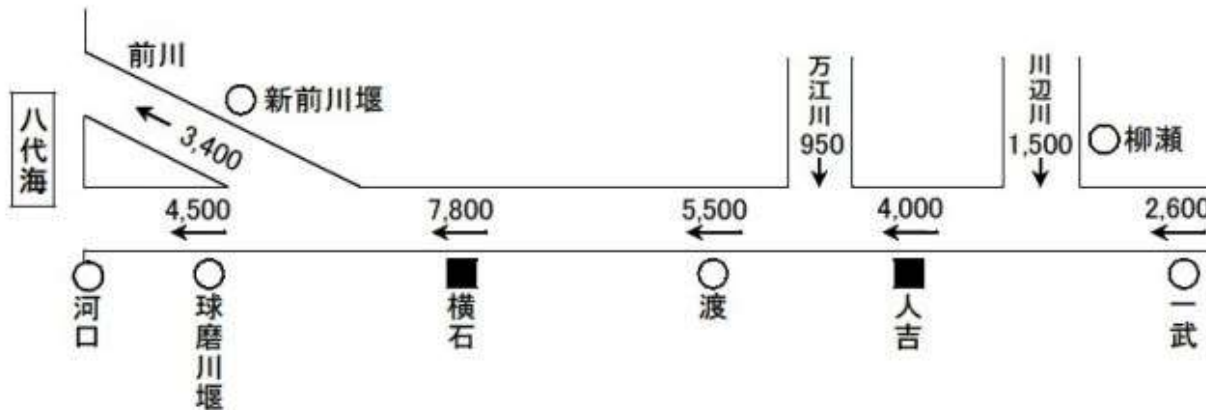 前川
八代海
新前川堰
3,400
万江川
950
川辺川
1,500
柳瀬
4,500
7,800
5,500
4,000
2,600
河口
球磨川堰
横石
渡
人吉
一武